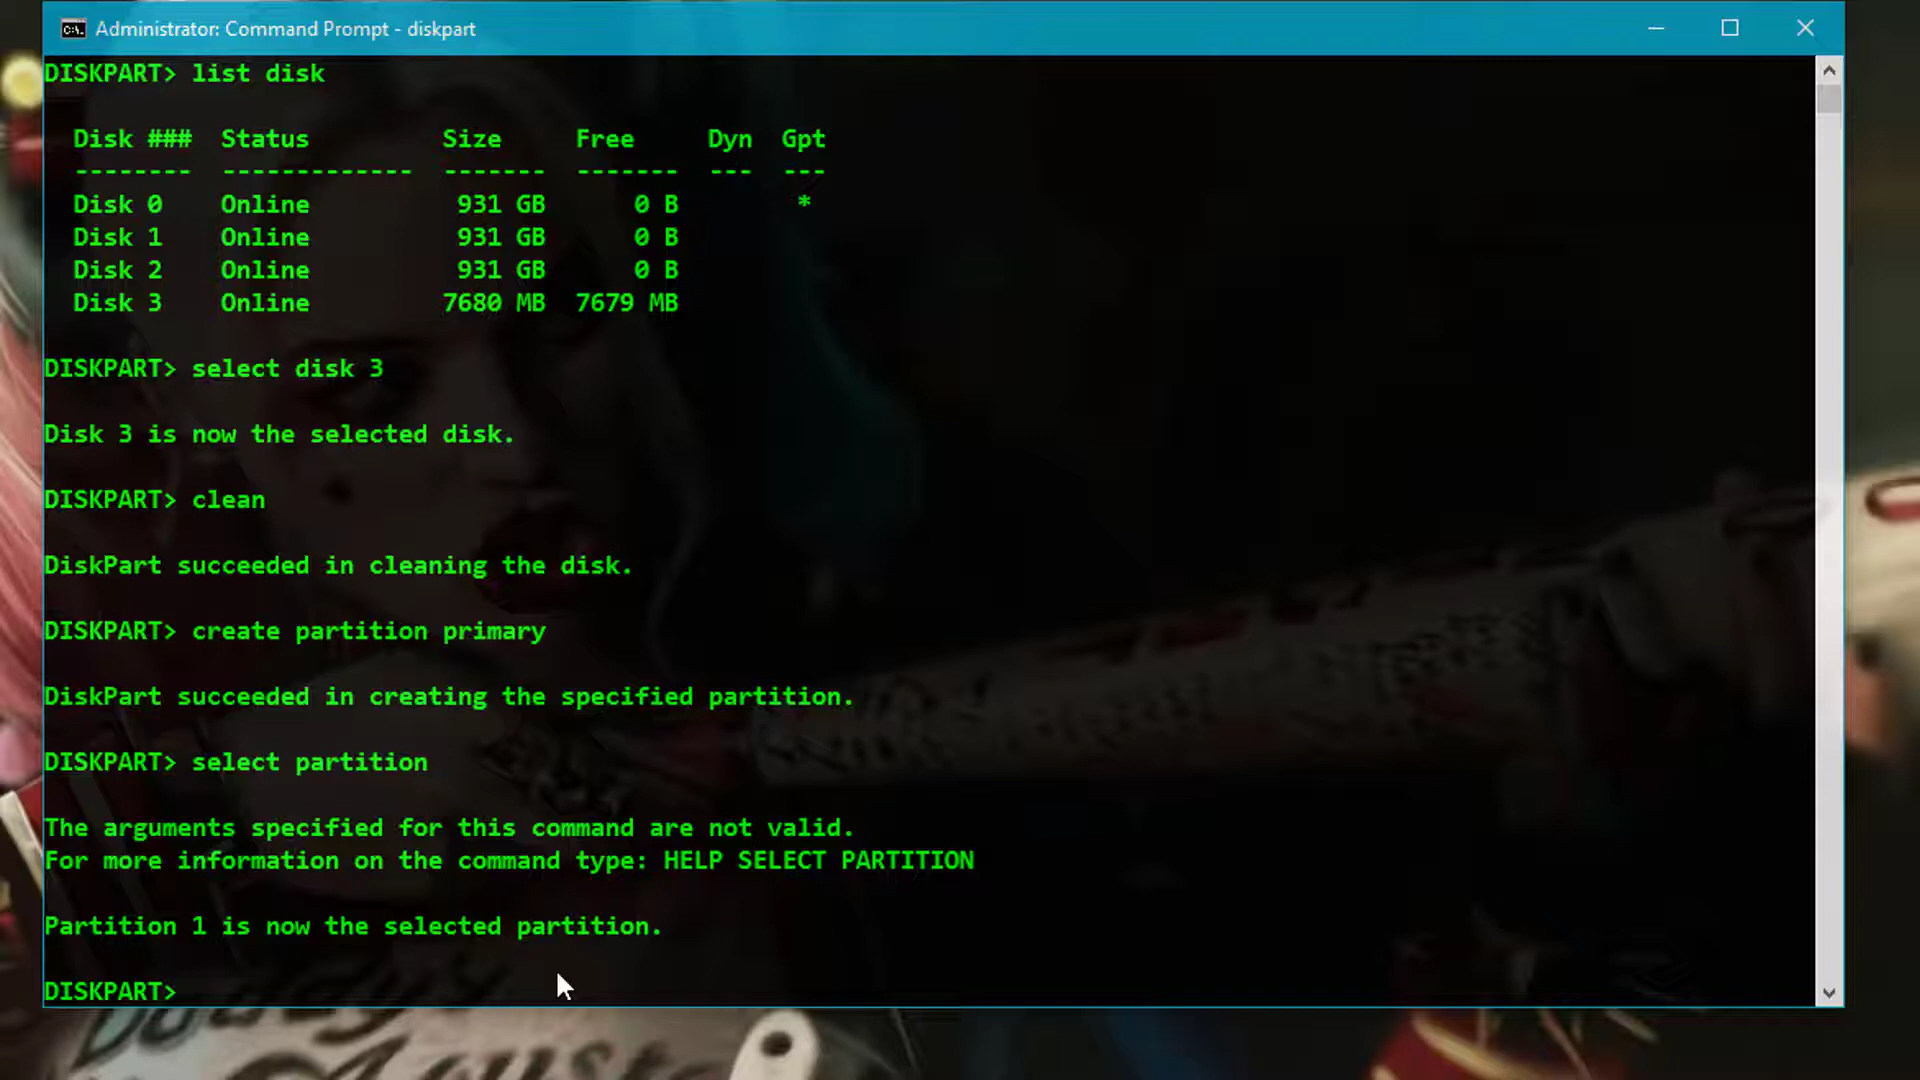 Administrator: Command Prompt - diskpart
DISKPART> list disk
Disk ###  Status         Size     Free     Dyn  Gpt
--------  -------------  -------  -------  ---  ---
Disk 0    Online          931 GB      0 B        *
Disk 1    Online          931 GB      0 B
Disk 2    Online          931 GB      0 B
Disk 3    Online         7680 MB  7679 MB
DISKPART> select disk 3
Disk 3 is now the selected disk.
DISKPART> clean
DiskPart succeeded in cleaning the disk.
DISKPART> create partition primary
DiskPart succeeded in creating the specified partition.
DISKPART> select partition
The arguments specified for this command are not valid.
For more information on the command type: HELP SELECT PARTITION
Partition 1 is now the selected partition.
DISKPART>